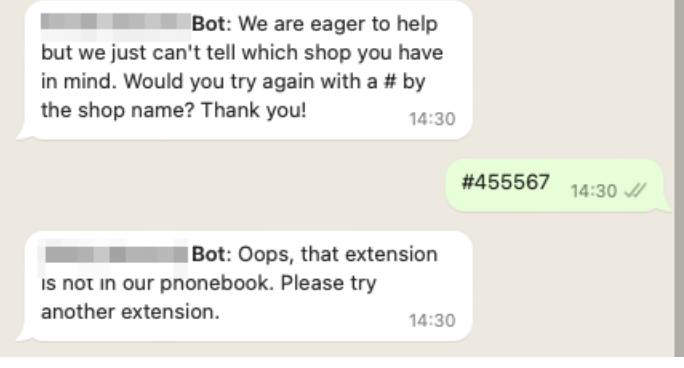 Bot: We are eager to help
but we just can't tell which shop you have
in mind. Would you try again with a # by
the shop name? Thank you!
14:30
#455567 14:30
Bot: Oops, that extension
is not in our phonebook. Please try
another extension.
14:30